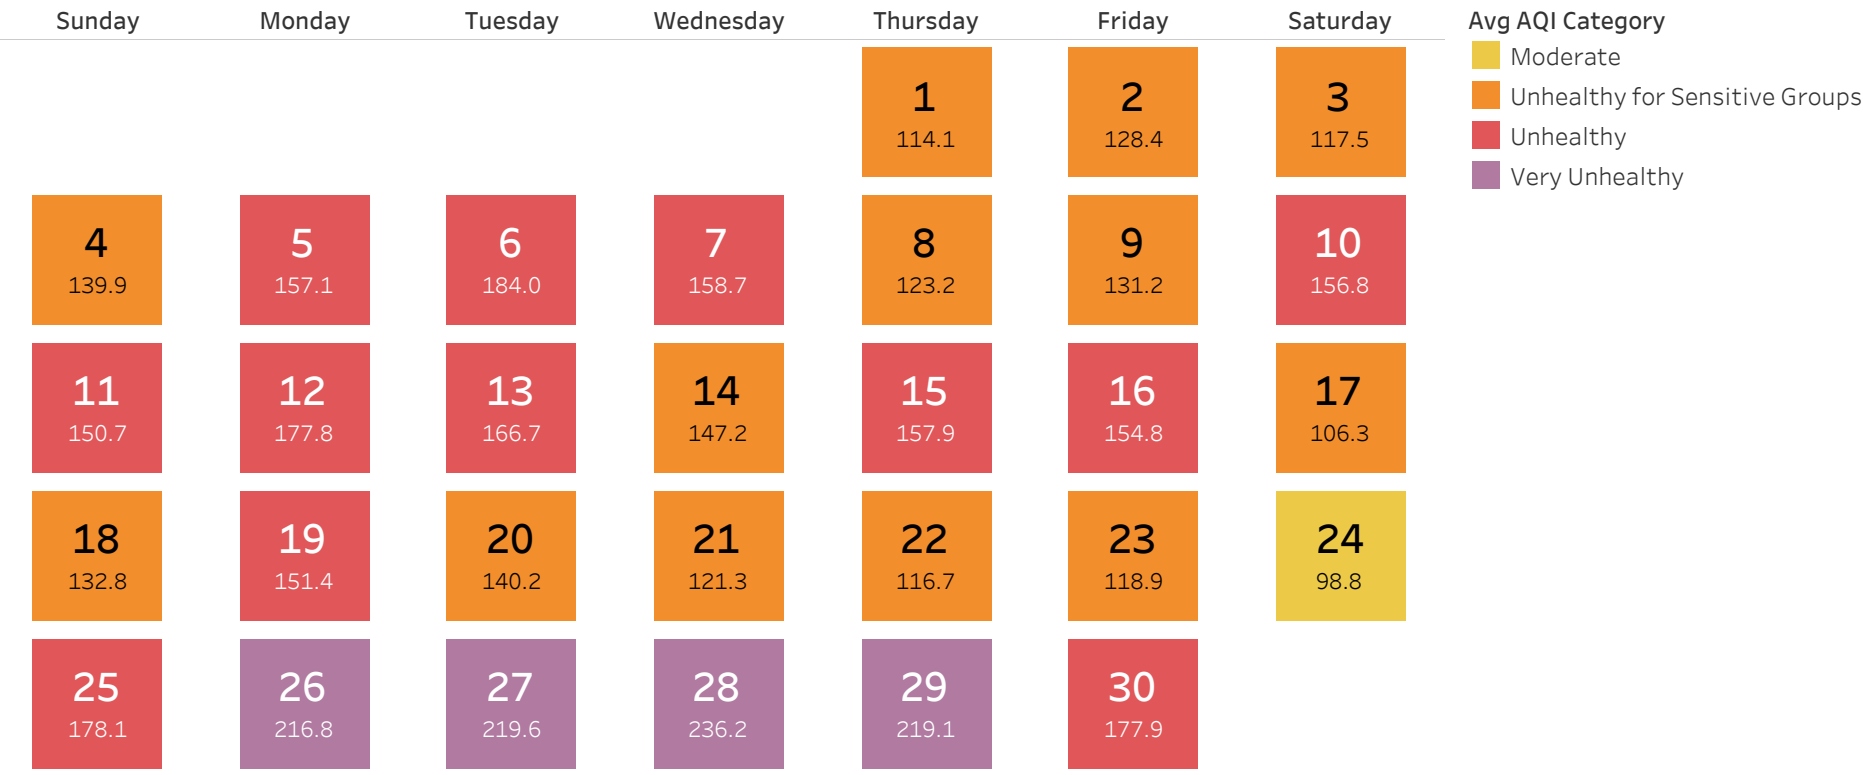 Sunday Monday Tuesday Wednesday Thursday Friday Saturday
1 2 3
114.1 128.4 117.5
4 5 6 7 8 9 10
139.9 157.1 184.0 158.7 123.2 131.2 156.8
11 12 13 14 15 16 17
150.7 177.8 166.7 147.2 157.9 154.8 106.3
18 19 20 21 22 23 24
132.8 151.4 140.2 121.3 116.7 118.9 98.8
25 26 27 28 29 30
178.1 216.8 219.6 236.2 219.1 177.9
Avg AQI Category
Moderate
Unhealthy for Sensitive Groups
Unhealthy
Very Unhealthy